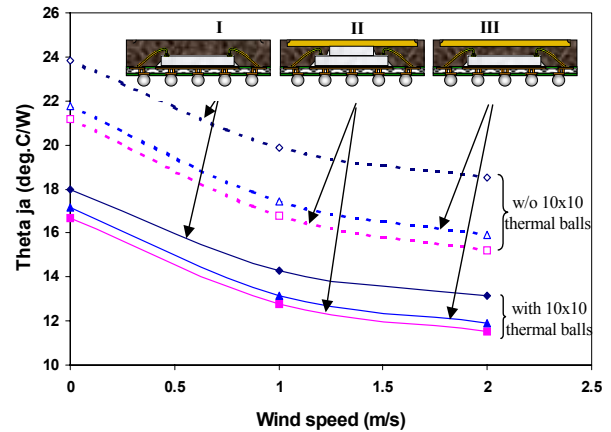 I
II
III
26
24
22
20
18
16
14
12
10
Theta ja (deg.C/W)
w/o 10x10
thermal balls
with 10x10
thermal balls
0
0.5
1
1.5
2
2.5
Wind speed (m/s)